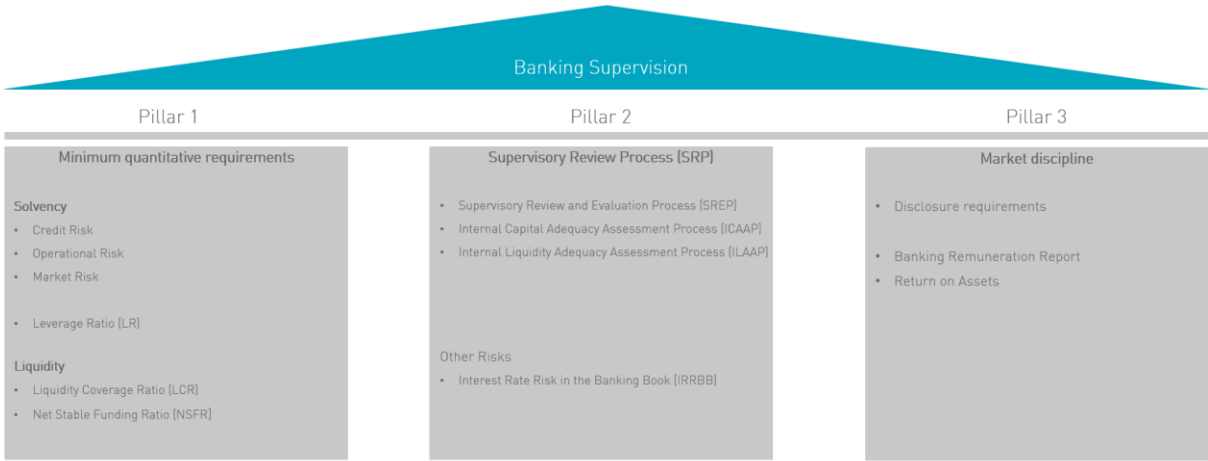 Banking Supervision
Pillar 1
Pillar 2
Pillar 3
Minimum quantitative requirements
Solvency
• Credit Risk
• Operational Risk
• Market Risk
• Leverage Ratio [LR]
Liquidity
• Liquidity Coverage Ratio [LCR]
• Net Stable Funding Ratio [NSFR]
Supervisory Review Process [SRP]
• Supervisory Review and Evaluation Process [SREP]
• Internal Capital Adequacy Assessment Process [ICAAP]
• Internal Liquidity Adequacy Assessment Process [ILAAP]
Other Risks
• Interest Rate Risk in the Banking Book [IRRBB]
Market discipline
• Disclosure requirements
• Banking Remuneration Report
• Return on Assets